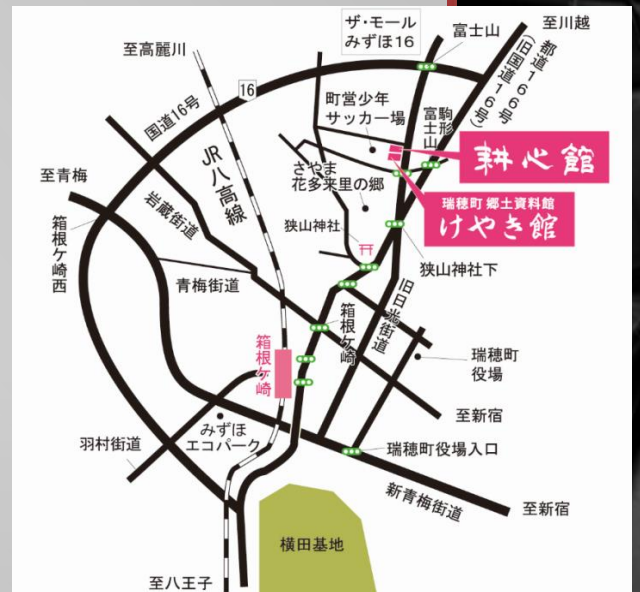 ザ・モール
みずほ16
富士山
至川越
都道１６６号
(旧国道１６号)
至高麗川
16
国道16号
町営少年
サッカー場
富士山
駒形
耕心館
瑞穂町 郷土資料館
けやき館
さやま
花多来里の郷
JR八高線
至青梅
岩蔵街道
狭山神社
狭山神社下
箱根ケ崎西
青梅街道
旧日光街道
箱根ケ崎
箱根ケ崎
瑞穂町
役場
至新宿
みずほ
エコパーク
羽村街道
瑞穂町役場入口
新青梅街道
至新宿
横田基地
至八王子